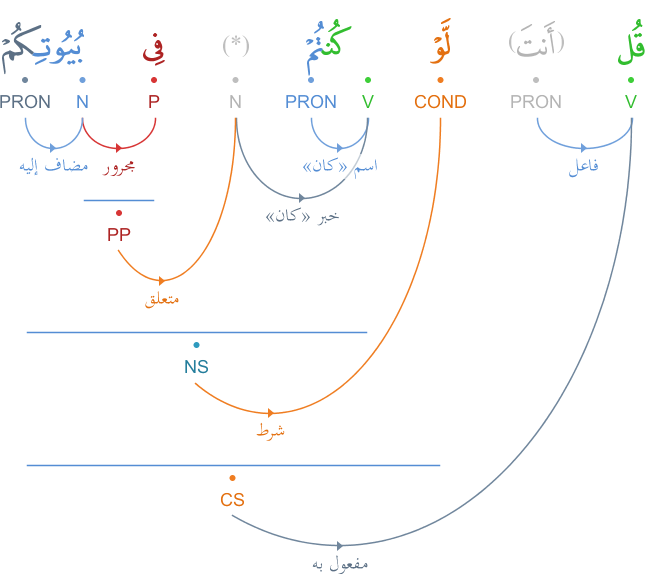 قُل (أَنتَ) لَّوْ كُنتُمْ (*) فِى بُيُوتِكُمْ
V PRON COND V PRON N P N PRON
فاعل اسم «كان» مجرور مضاف إليه
خبر «كان»
PP
متعلق
NS
شرط
CS
مفعول به